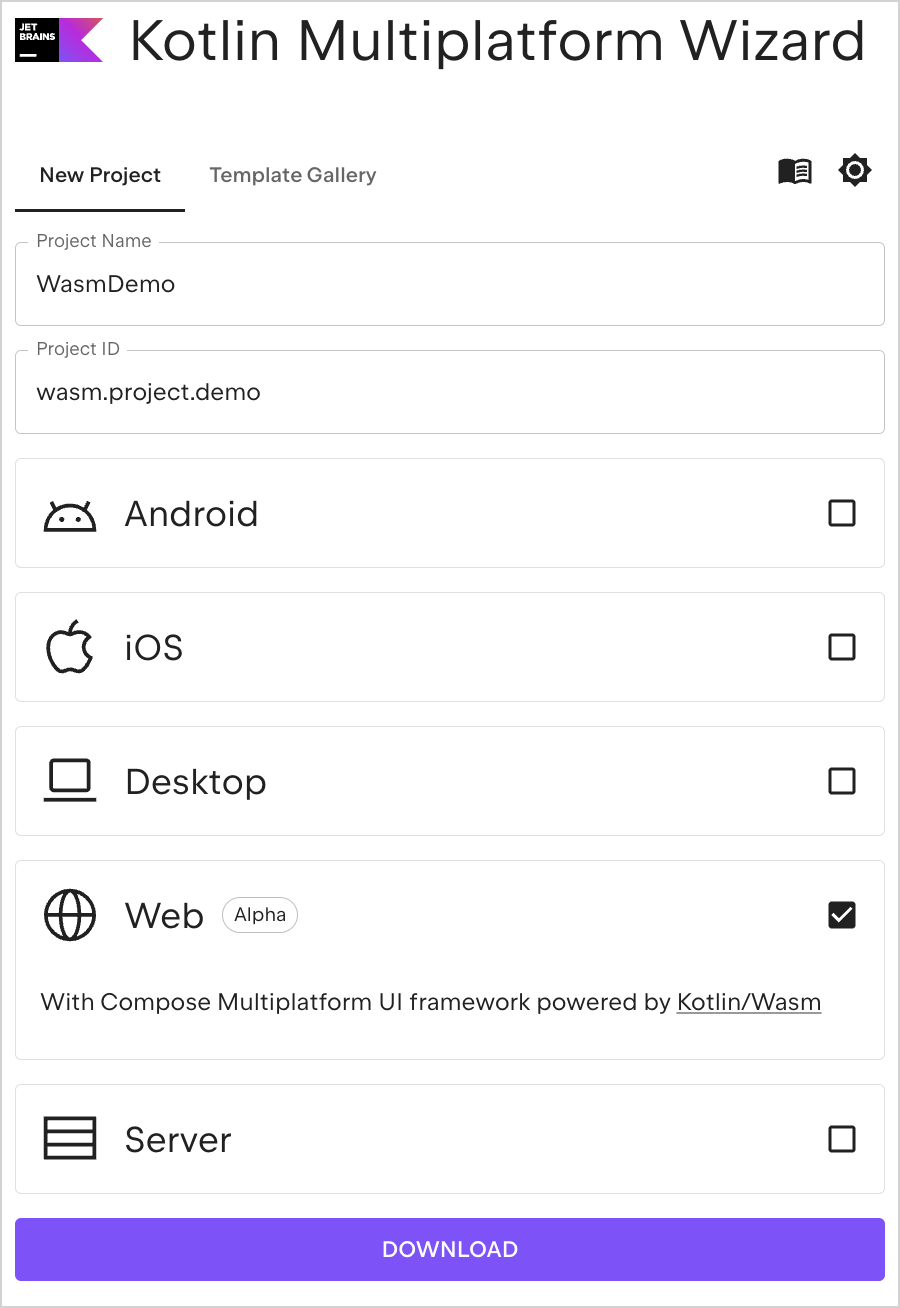 JET
BRAINS
Kotlin Multiplatform Wizard
New Project
Template Gallery
Project Name
WasmDemo
Project ID
wasm.project.demo
Android
iOS
Desktop
Web Alpha
With Compose Multiplatform UI framework powered by Kotlin/Wasm
Server
DOWNLOAD